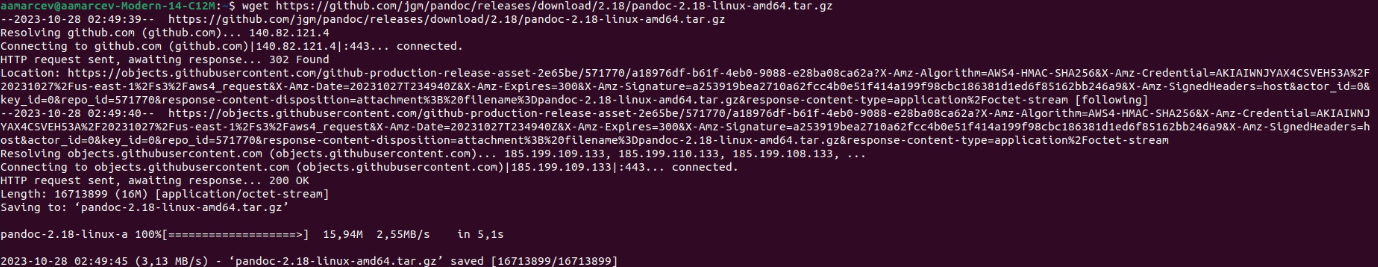 aamarcev@aamarcev-Modern-14-C12M:~$ wget https://github.com/jgm/pandoc/releases/download/2.18/pandoc-2.18-linux-amd64.tar.gz
--2023-10-28 02:49:39--  https://github.com/jgm/pandoc/releases/download/2.18/pandoc-2.18-linux-amd64.tar.gz
Resolving github.com (github.com)... 140.82.121.4
Connecting to github.com (github.com)|140.82.121.4|:443... connected.
HTTP request sent, awaiting response... 302 Found
Location: https://objects.githubusercontent.com/github-production-release-asset-2e65be/571770/a18976df-b61f-4eb0-9088-e28ba08ca62a?X-Amz-Algorithm=AWS4-HMAC-SHA256&X-Amz-Credential=AKIAIWNJYAX4CSVEH53A%2F
20231027%2Fus-east-1%2Fs3%2Faws4_request&X-Amz-Date=20231027T234940Z&X-Amz-Expires=300&X-Amz-Signature=a253919bea2710a62fcc4b0e51f414a199f98cbc186381d1ed6f85162bb246a9&X-Amz-SignedHeaders=host&actor_id=0&
key_id=0&repo_id=571770&response-content-disposition=attachment%3B%20filename%3Dpandoc-2.18-linux-amd64.tar.gz&response-content-type=application%2Foctet-stream [following]
--2023-10-28 02:49:40--  https://objects.githubusercontent.com/github-production-release-asset-2e65be/571770/a18976df-b61f-4eb0-9088-e28ba08ca62a?X-Amz-Algorithm=AWS4-HMAC-SHA256&X-Amz-Credential=AKIAIWNJ
YAX4CSVEH53A%2F20231027%2Fus-east-1%2Fs3%2Faws4_request&X-Amz-Date=20231027T234940Z&X-Amz-Expires=300&X-Amz-Signature=a253919bea2710a62fcc4b0e51f414a199f98cbc186381d1ed6f85162bb246a9&X-Amz-SignedHeaders=h
ost&actor_id=0&key_id=0&repo_id=571770&response-content-disposition=attachment%3B%20filename%3Dpandoc-2.18-linux-amd64.tar.gz&response-content-type=application%2Foctet-stream
Resolving objects.githubusercontent.com (objects.githubusercontent.com)... 185.199.109.133, 185.199.110.133, 185.199.108.133, ...
Connecting to objects.githubusercontent.com (objects.githubusercontent.com)|185.199.109.133|:443... connected.
HTTP request sent, awaiting response... 200 OK
Length: 16713899 (16M) [application/octet-stream]
Saving to: ‘pandoc-2.18-linux-amd64.tar.gz’
pandoc-2.18-linux-a 100%[===================>]  15,94M  2,55MB/s    in 5,1s
2023-10-28 02:49:45 (3,13 MB/s) - ‘pandoc-2.18-linux-amd64.tar.gz’ saved [16713899/16713899]